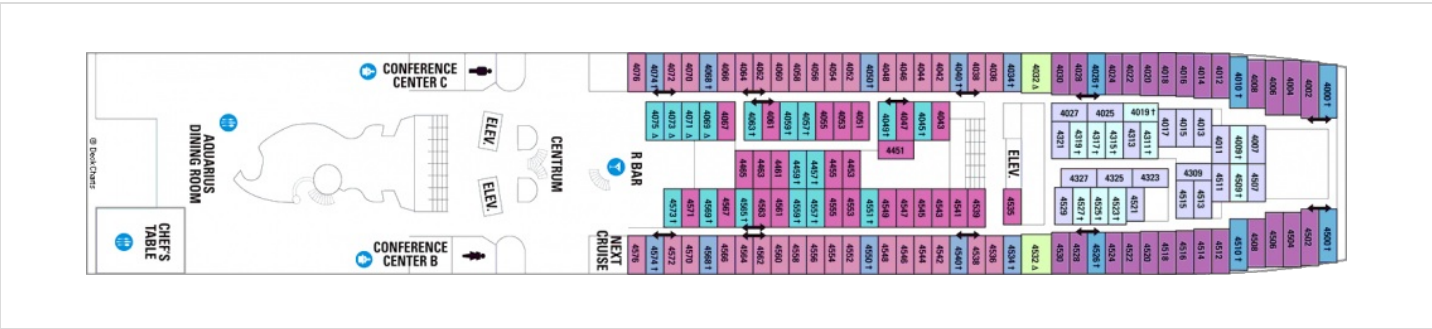 © Deck Charts
AQUARIUS
DINING ROOM
CHEF'S
TABLE
CONFERENCE
CENTER C
CONFERENCE
CENTER B
ELEV.
ELEV.
CENTRUM
R BAR
NEXT
CRUISE
ELEV.
4076 4074† 4072 4070 4068† 4066 4064 4062 4060 4058 4056 4054 4052 4050† 4048 4046 4044 4042 4040† 4038 4036 4034† 4032 Δ 4030 4028 4026† 4024 4022 4020 4018 4016 4014 4012 4010† 4008 4006 4004 4002 4000†
4075 Δ 4073 Δ 4071 Δ 4069 Δ 4067 4063† 4061 4059† 4057† 4055 4053 4051 4049† 4047 4045† 4043
4451
4027 4025 4019† 4017 4015 4013
4321 4319† 4317† 4315† 4313 4311† 4011 4009† 4007
4465 4463 4461 4459† 4457† 4455 4453
4327 4325 4323 4309 4511 4509† 4507
4529 4527† 4525† 4523† 4521 4515 4513
4573† 4571 4569† 4567 4565† 4563 4561 4559† 4557† 4555 4553 4551† 4549 4547 4545 4543 4541 4539 4535
4576 4574† 4572 4570 4568† 4566 4564 4562 4560 4558 4556 4554 4552 4550† 4548 4546 4544 4542 4540† 4538 4536 4534† 4532 Δ 4530 4528 4526† 4524 4522 4520 4518 4516 4514 4512 4510† 4508 4506 4504 4502 4500†